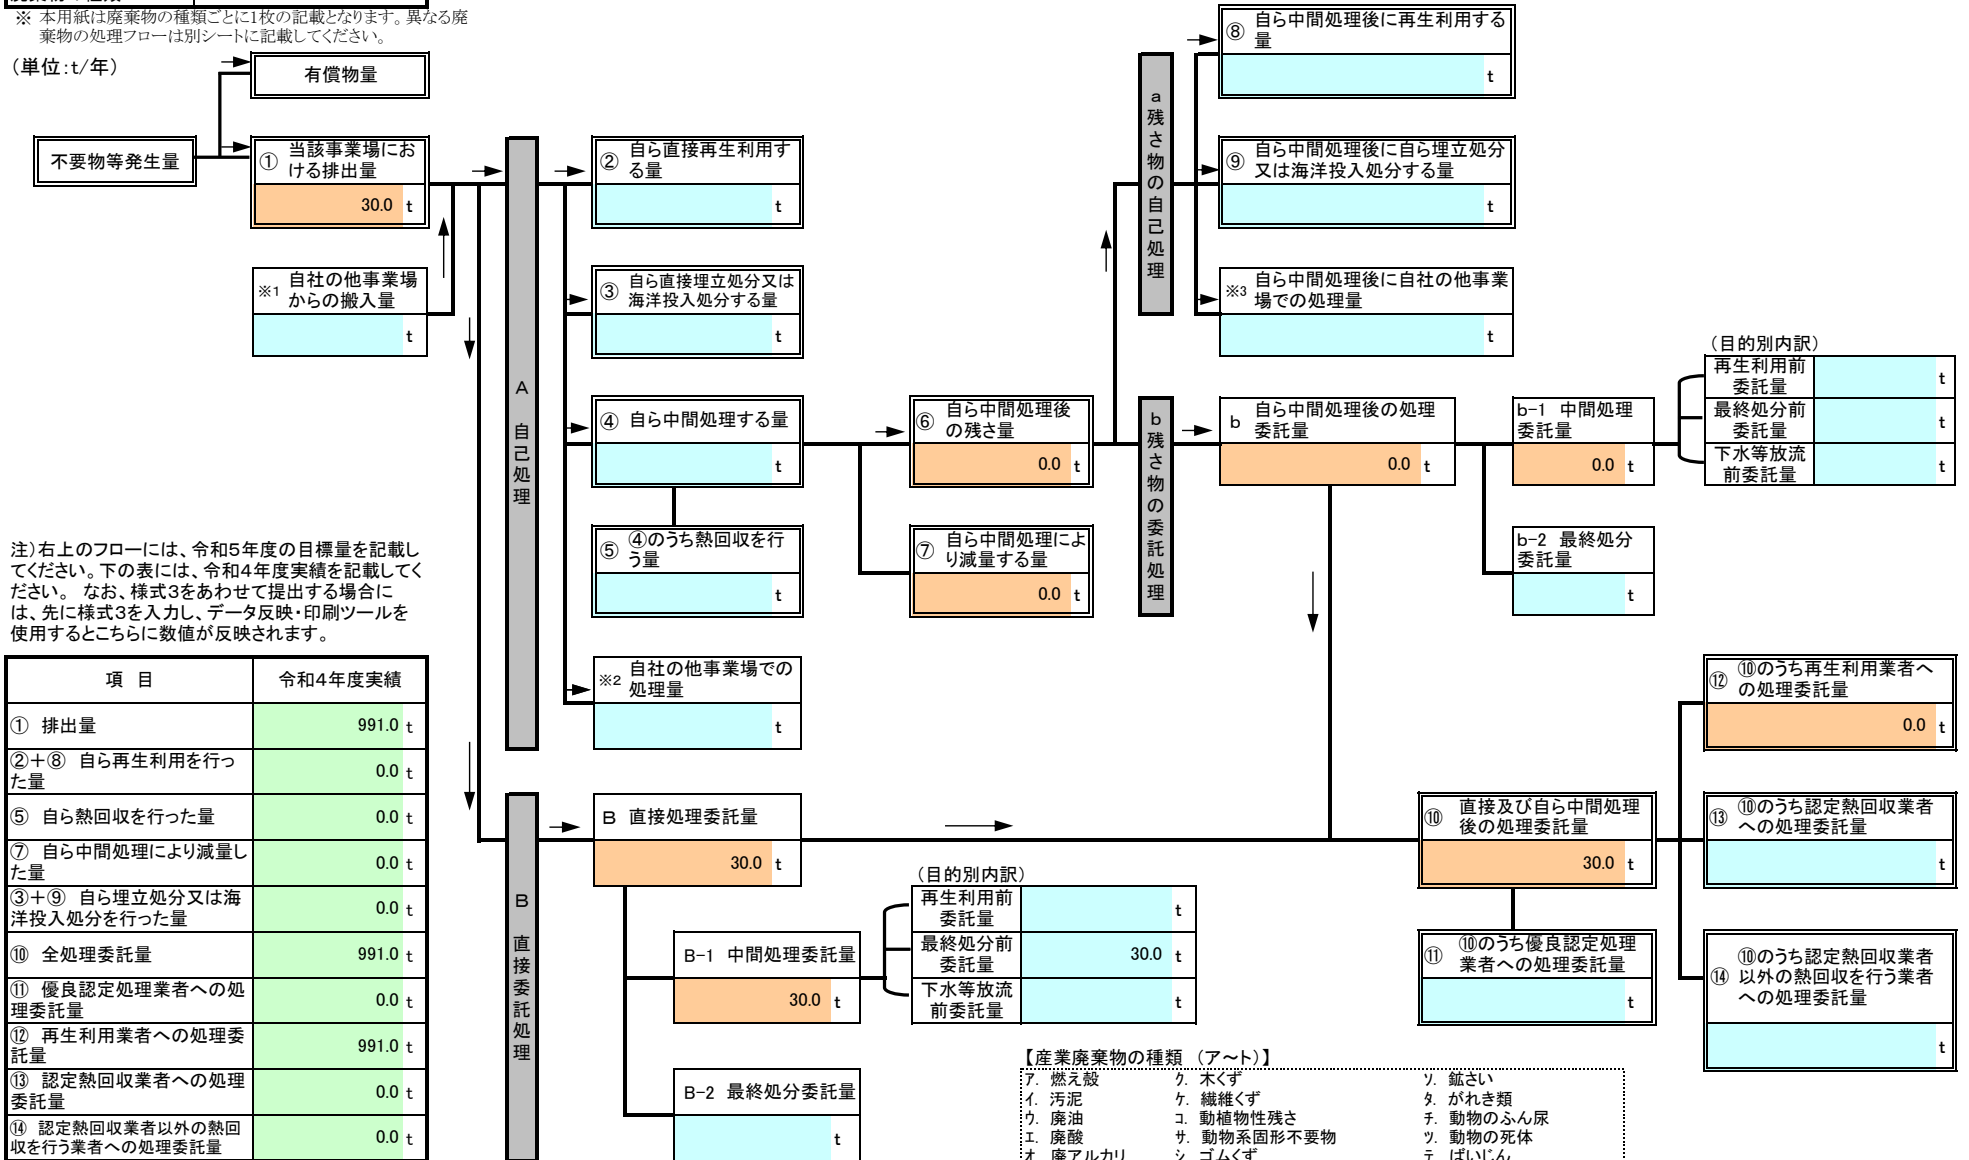 ※ 本用紙は廃棄物の種類ごとに1枚の記載となります。異なる廃
棄物の処理フローは別シートに記載してください。
(単位:t/年)
有償物量
不要物等発生量
① 当該事業場にお
ける排出量
30.0 t
※1 自社の他事業場
からの搬入量
t
A 自己処理
② 自ら直接再生利用す
る量
t
③ 自ら直接埋立処分又は
海洋投入処分する量
t
④ 自ら中間処理する量
t
⑤ ④のうち熱回収を行
う量
t
※2 自社の他事業場での
処理量
t
⑥ 自ら中間処理後
の残さ量
0.0 t
⑦ 自ら中間処理によ
り減量する量
0.0 t
a 残さ物の自己処理
⑧ 自ら中間処理後に再生利用する
量
t
⑨ 自ら中間処理後に自ら埋立処分
又は海洋投入処分する量
t
※3 自ら中間処理後に自社の他事業
場での処理量
t
b 残さ物の委託処理
b 自ら中間処理後の処理
委託量
0.0 t
b-1 中間処理
委託量
0.0 t
(目的別内訳)
再生利用前
委託量
t
最終処分前
委託量
t
下水等放流
前委託量
t
b-2 最終処分
委託量
t
注)右上のフローには、令和5年度の目標量を記載し
てください。下の表には、令和4年度実績を記載してく
ださい。 なお、様式3をあわせて提出する場合に
は、先に様式3を入力し、データ反映・印刷ツールを
使用するとこちらに数値が反映されます。
項 目 令和4年度実績
① 排出量 991.0 t
②+⑧ 自ら再生利用を行っ
た量 0.0 t
⑤ 自ら熱回収を行った量 0.0 t
⑦ 自ら中間処理により減量し
た量 0.0 t
③+⑨ 自ら埋立処分又は海
洋投入処分を行った量 0.0 t
⑩ 全処理委託量 991.0 t
⑪ 優良認定処理業者への処
理委託量 0.0 t
⑫ 再生利用業者への処理委
託量 991.0 t
⑬ 認定熱回収業者への処理
委託量 0.0 t
⑭ 認定熱回収業者以外の熱回
収を行う業者への処理委託量 0.0 t
B 直接委託処理
B 直接処理委託量
30.0 t
B-1 中間処理委託量
30.0 t
(目的別内訳)
再生利用前
委託量
t
最終処分前
委託量
30.0 t
下水等放流
前委託量
t
B-2 最終処分委託量
t
⑩ 直接及び自ら中間処理
後の処理委託量
30.0 t
⑪ ⑩のうち優良認定処理
業者への処理委託量
t
⑫ ⑩のうち再生利用業者へ
の処理委託量
0.0 t
⑬ ⑩のうち認定熱回収業者
への処理委託量
t
⑭ ⑩のうち認定熱回収業者
以外の熱回収を行う業者
への処理委託量
t
【産業廃棄物の種類 (ア～ト)】
ア. 燃え殻 ク. 木くず ソ. 鉱さい
イ. 汚泥 ケ. 繊維くず タ. がれき類
ウ. 廃油 コ. 動植物性残さ チ. 動物のふん尿
エ. 廃酸 サ. 動物系固形不要物 ツ. 動物の死体
オ. 廃アルカリ シ. ゴムくず テ. ばいじん